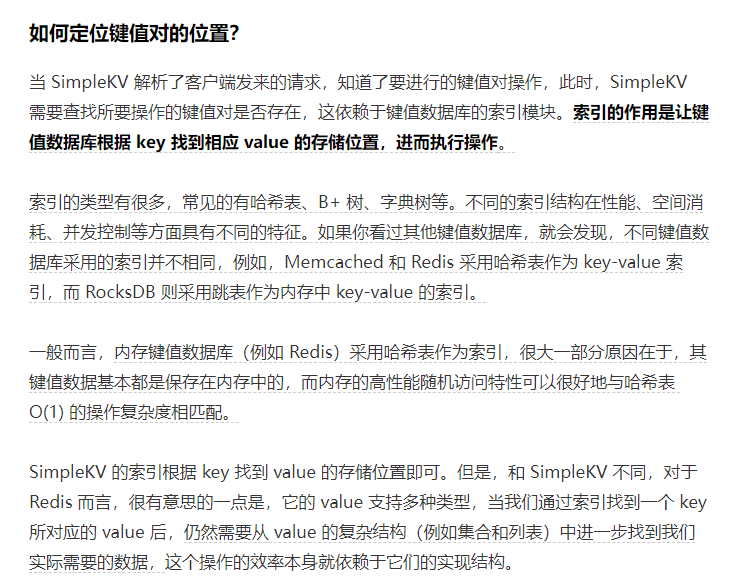 如何定位键值对的位置？
当 SimpleKV 解析了客户端发来的请求，知道了要进行的键值对操作，此时，SimpleKV
需要查找所要操作的键值对是否存在，这依赖于键值数据库的索引模块。索引的作用是让键
值数据库根据 key 找到相应 value 的存储位置，进而执行操作。
索引的类型有很多，常见的有哈希表、B+ 树、字典树等。不同的索引结构在性能、空间消
耗、并发控制等方面具有不同的特征。如果你看过其他键值数据库，就会发现，不同键值数
据库采用的索引并不相同，例如，Memcached 和 Redis 采用哈希表作为 key-value 索
引，而 RocksDB 则采用跳表作为内存中 key-value 的索引。
一般而言，内存键值数据库（例如 Redis）采用哈希表作为索引，很大一部分原因在于，其
键值数据基本都是保存在内存中的，而内存的高性能随机访问特性可以很好地与哈希表
O(1) 的操作复杂度相匹配。
SimpleKV 的索引根据 key 找到 value 的存储位置即可。但是，和 SimpleKV 不同，对于
Redis 而言，很有意思的一点是，它的 value 支持多种类型，当我们通过索引找到一个 key
所对应的 value 后，仍然需要从 value 的复杂结构（例如集合和列表）中进一步找到我们
实际需要的数据，这个操作的效率本身就依赖于它们的实现结构。